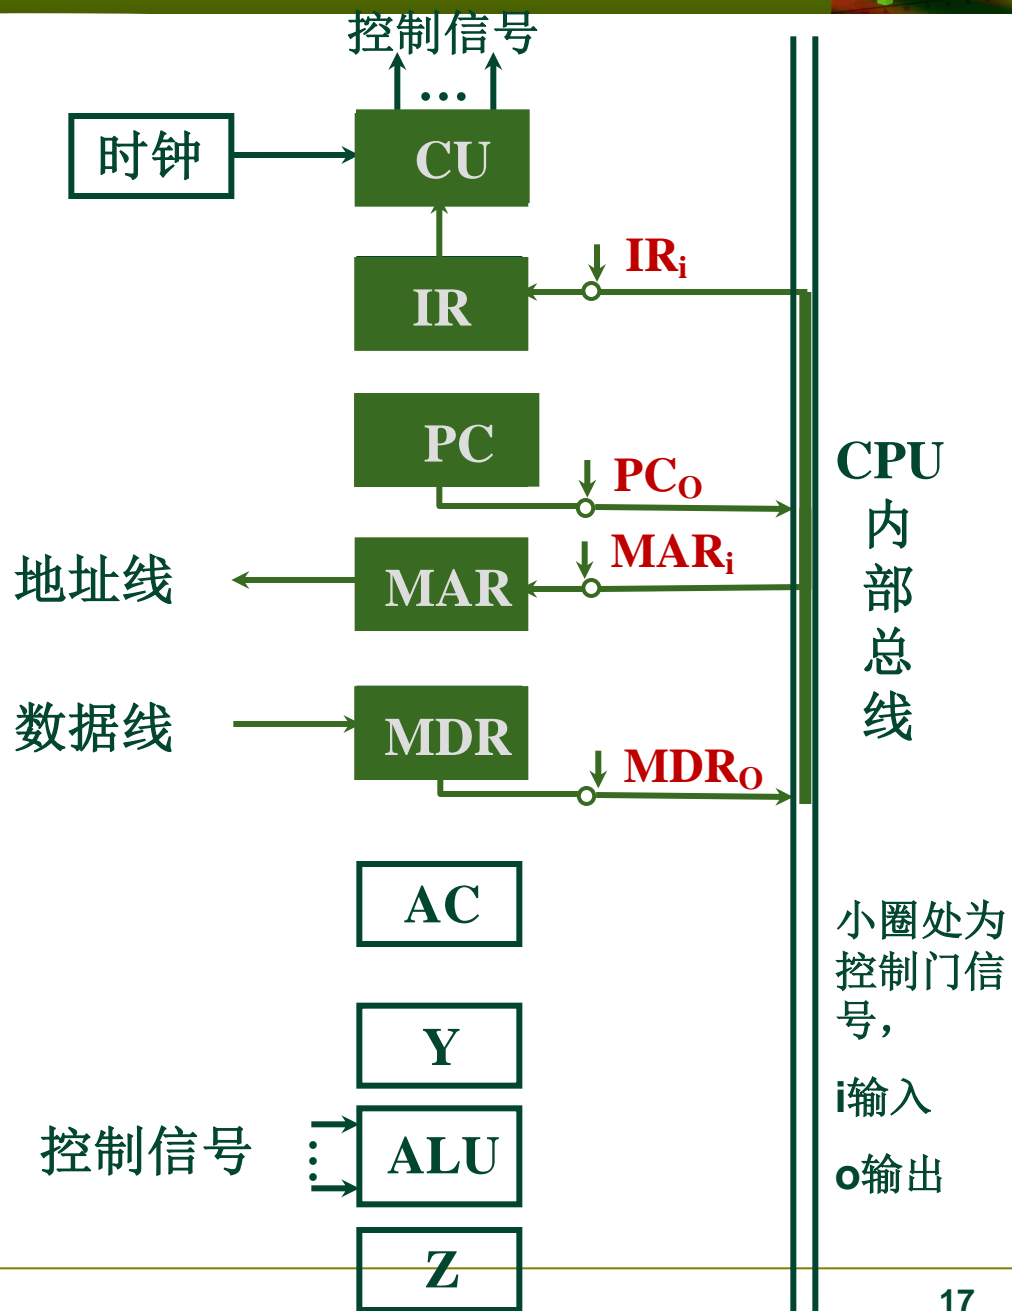 控制信号
…
时钟
CU
IRi
IR
PC
PCO
MARi
地址线
MAR
数据线
MDR
MDRO
CPU
内
部
总
线
AC
小圈处为
控制门信
号，
Y
i输入
控制信号
ALU
o输出
Z
17